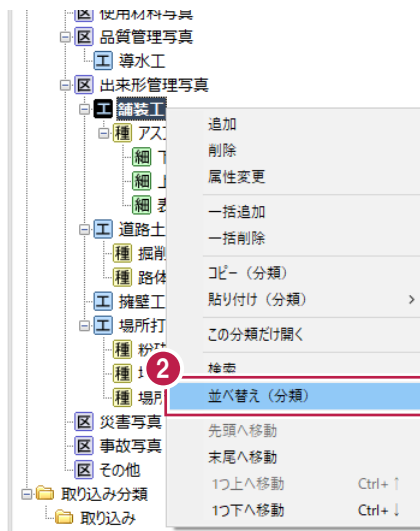 区 使用材料写真
区 品質管理写真
工 導水工
区 出来形管理写真
工 舗装工
種 アス
細
細
細 表
工 道路土
種 掘削
種 路体
工 擁壁工
工 場所打
種
種
種 場所
区 災害写真
区 事故写真
区 その他
取り込み分類
取り込み
追加
削除
属性変更
一括追加
一括削除
コピー（分類）
貼り付け（分類） >
この分類だけ開く
検索
2
並べ替え（分類）
先頭へ移動
末尾へ移動
1つ上へ移動 Ctrl+↑
1つ下へ移動 Ctrl+↓